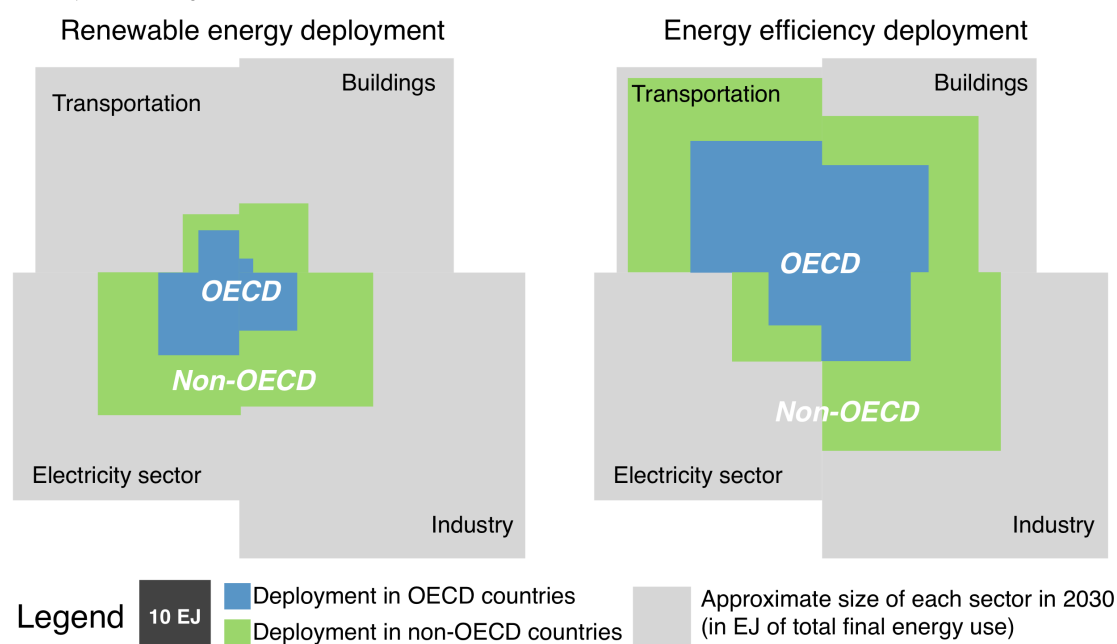 Renewable energy deployment
Energy efficiency deployment
Transportation
Buildings
OECD
Non-OECD
Electricity sector
Industry
Transportation
Buildings
OECD
Non-OECD
Electricity sector
Industry
Legend
10 EJ
Deployment in OECD countries
Deployment in non-OECD countries
Approximate size of each sector in 2030
(in EJ of total final energy use)